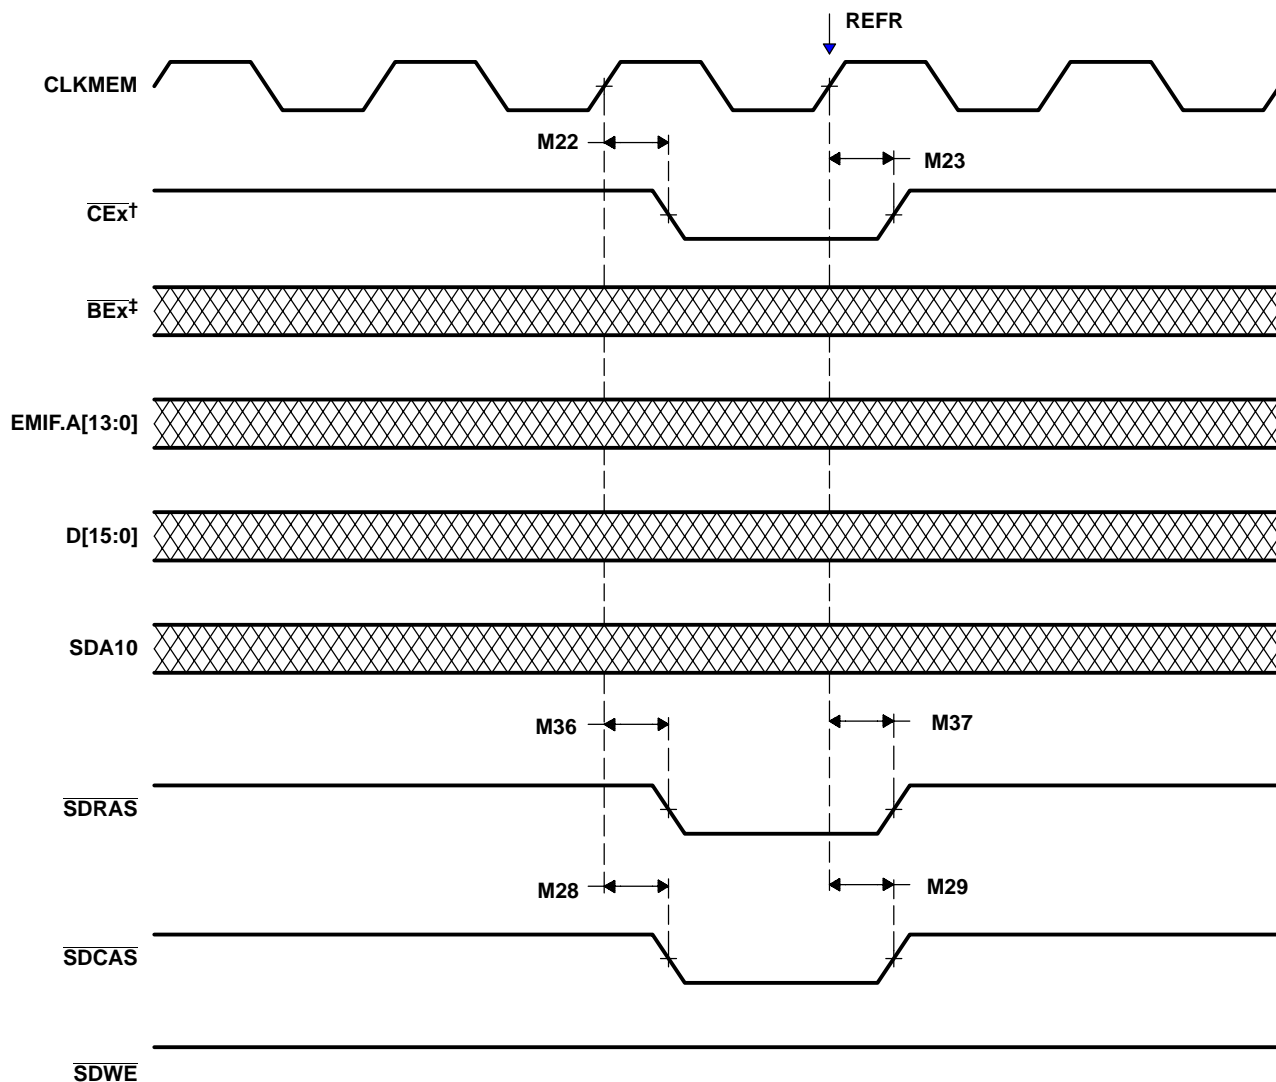 REFR
CLKMEM
M22
M23
CEx†
BEx‡
EMIF.A[13:0]
D[15:0]
SDA10
M36
M37
SDRAS
M28
M29
SDCAS
SDWE